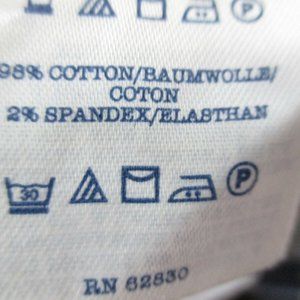 98% COTTON/BAUMWOLLE/
COTON
2% SPANDEX/ELASTHAN
30 P
RN 62830